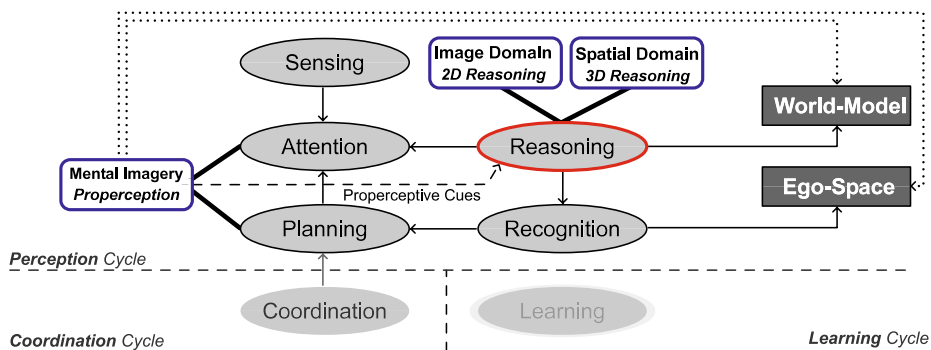 Image Domain
2D Reasoning
Spatial Domain
3D Reasoning
Sensing
World-Model
Attention
Reasoning
Mental Imagery
Properception
Properceptive Cues
Ego-Space
Planning
Recognition
Perception Cycle
Coordination
Learning
Coordination Cycle
Learning Cycle